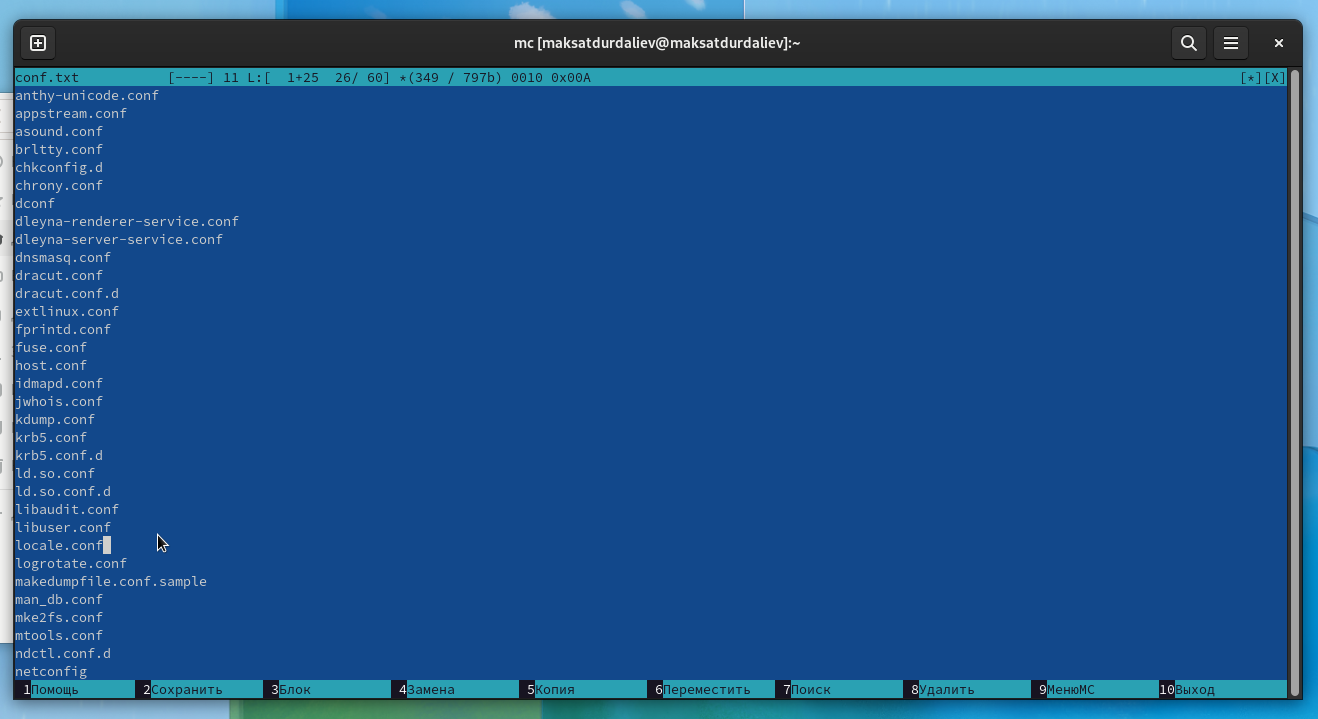 mc [maksatdurdaliev@maksatdurdaliev]:~
conf.txt [----] 11 L:[ 1+25 26/ 60] *(349 / 797b) 0010 0x00A [*][X]
anthy-unicode.conf
appstream.conf
asound.conf
brltty.conf
chkconfig.d
chrony.conf
dconf
dleyna-renderer-service.conf
dleyna-server-service.conf
dnsmasq.conf
dracut.conf
dracut.conf.d
extlinux.conf
fprintd.conf
fuse.conf
host.conf
idmapd.conf
jwhois.conf
kdump.conf
krb5.conf
krb5.conf.d
ld.so.conf
ld.so.conf.d
libaudit.conf
libuser.conf
locale.conf
logrotate.conf
makedumpfile.conf.sample
man_db.conf
mke2fs.conf
mtools.conf
ndctl.conf.d
netconfig
1Помощь 2Сохранить 3Блок 4Замена 5Копия 6Переместить 7Поиск 8Удалить 9МенюMC 10Выход